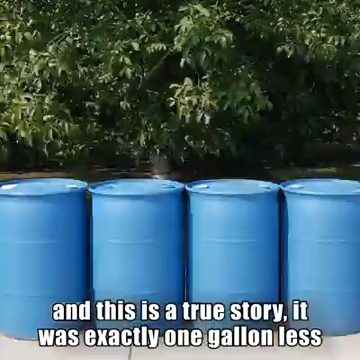 and this is a true story, it
was exactly one gallon less